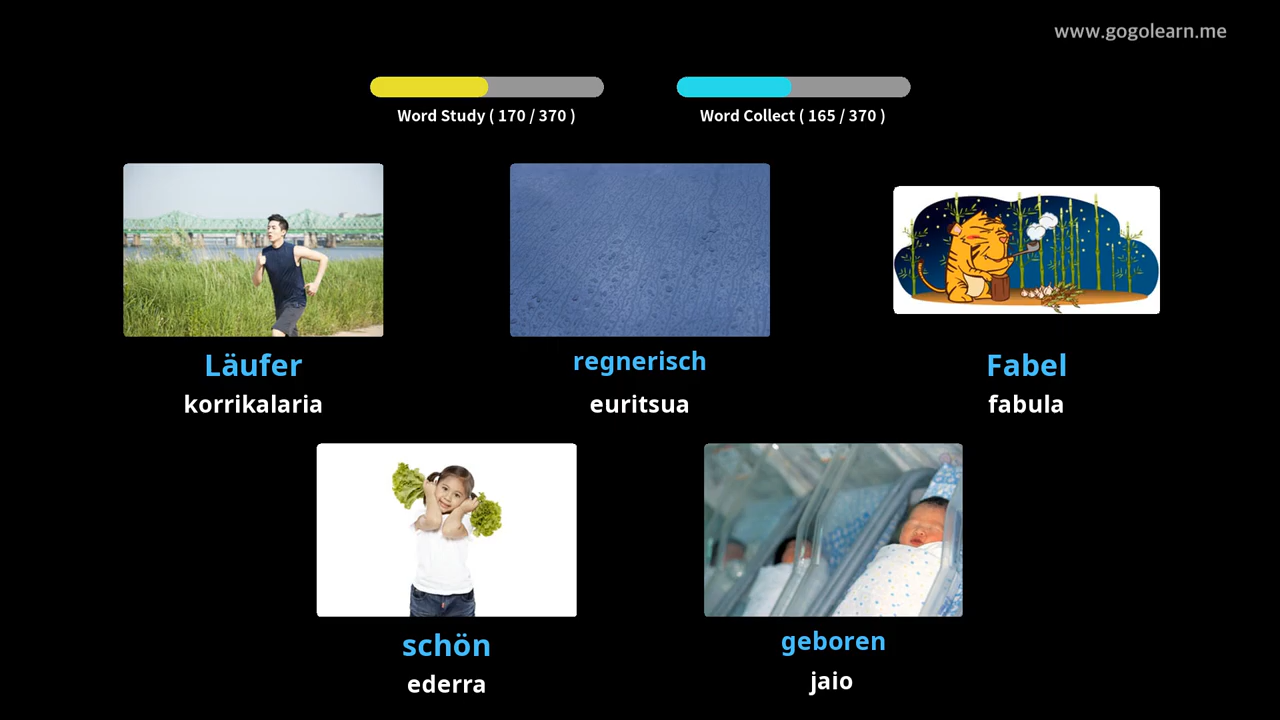 www.gogolearn.me
Word Study ( 170 / 370 )
Word Collect ( 165 / 370 )
Läufer
korrikalaria
regnerisch
euritsua
Fabel
fabula
schön
ederra
geboren
jaio